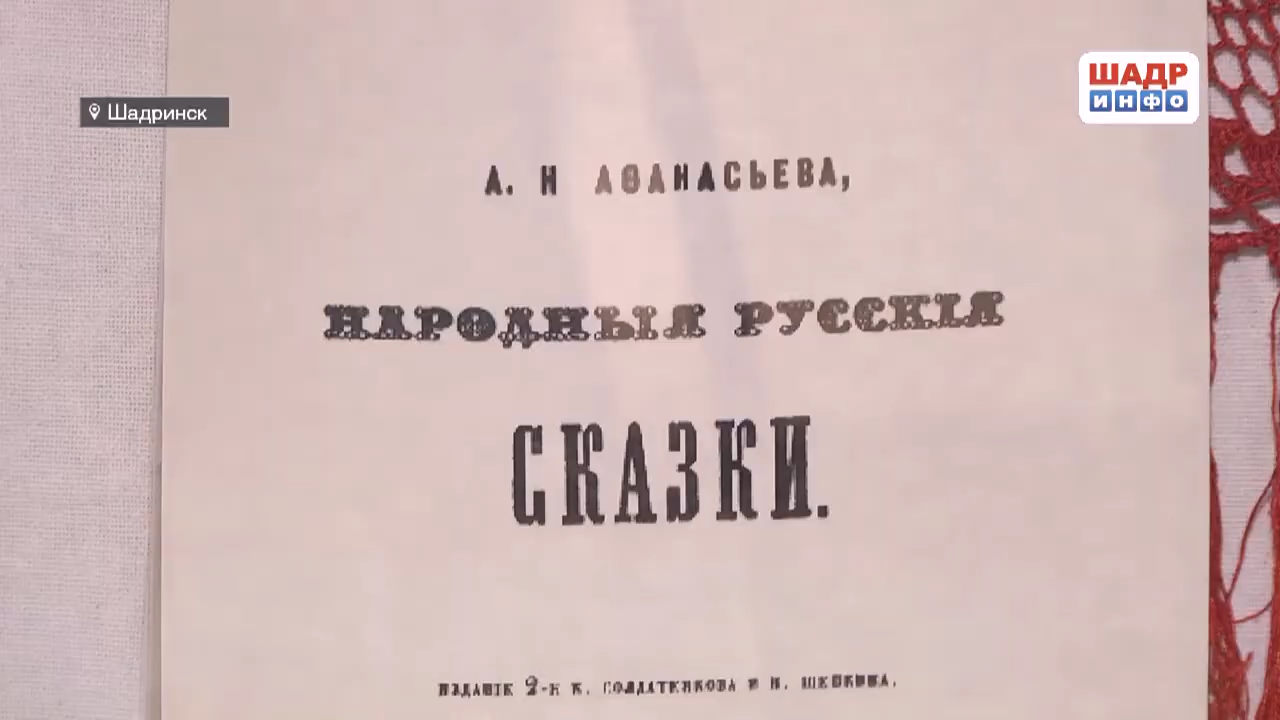 ШАДР
ИНФО
Шадринск
А. Н АѲАНАСЬЕВА,
НАРОДНЫЯ РУССКІЯ
СКАЗКИ.
ИЗДАНІЕ 2-Е К. СОЛДАТЕНКОВА И Н. ЩЕПКИНА.